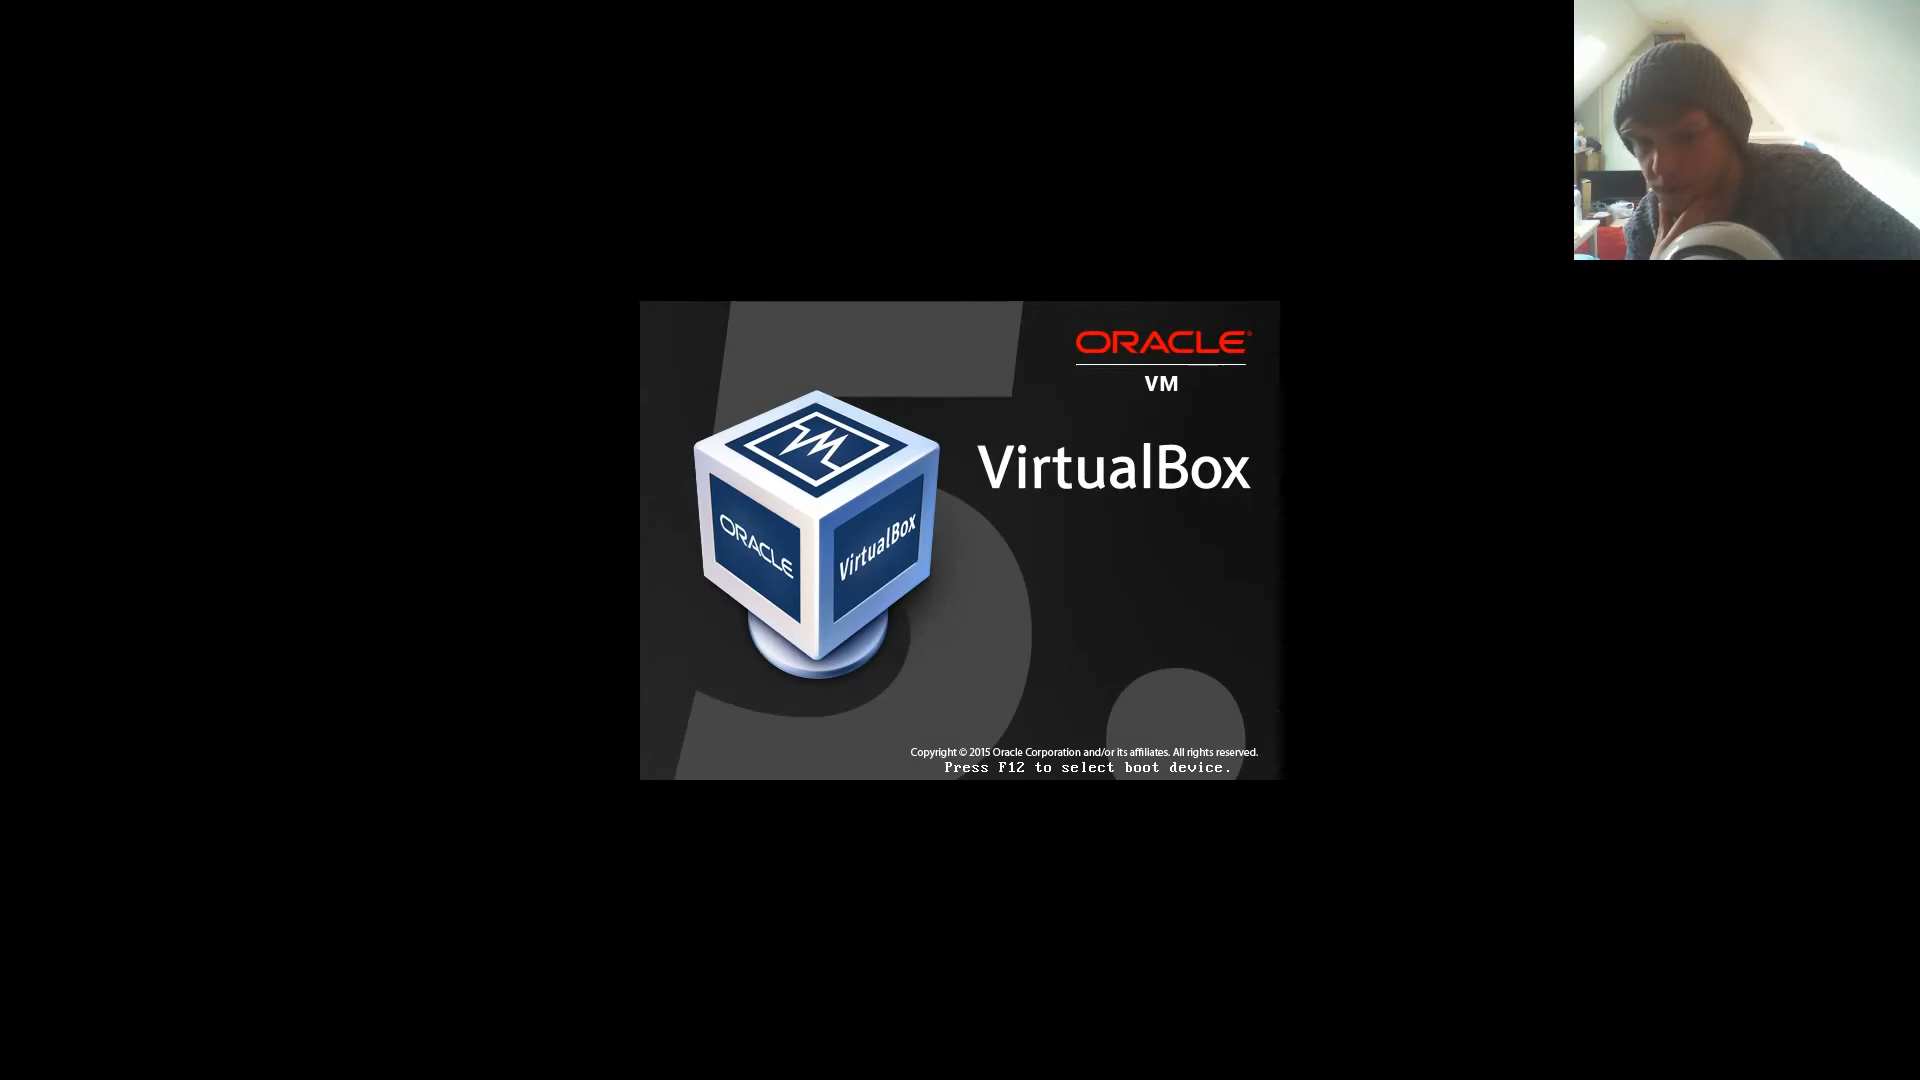 ORACLE®
VM
VirtualBox
ORACLE
VirtualBox
5.
Copyright © 2015 Oracle Corporation and/or its affiliates. All rights reserved.
Press F12 to select boot device.